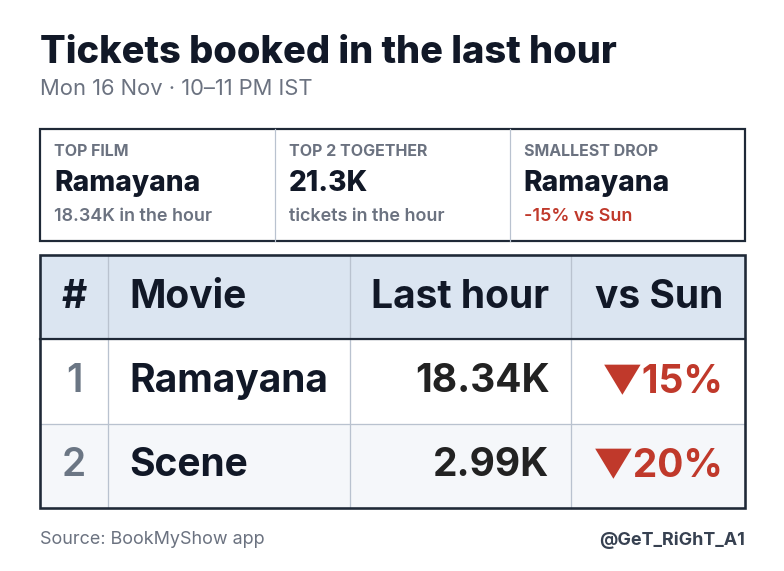 Tickets booked in the last hour
Mon 16 Nov · 10–11 PM IST
TOP FILM
Ramayana
18.34K in the hour
TOP 2 TOGETHER
21.3K
tickets in the hour
SMALLEST DROP
Ramayana
-15% vs Sun
# Movie Last hour vs Sun
1 Ramayana 18.34K ▼15%
2 Scene 2.99K ▼20%
Source: BookMyShow app @GeT_RiGhT_A1